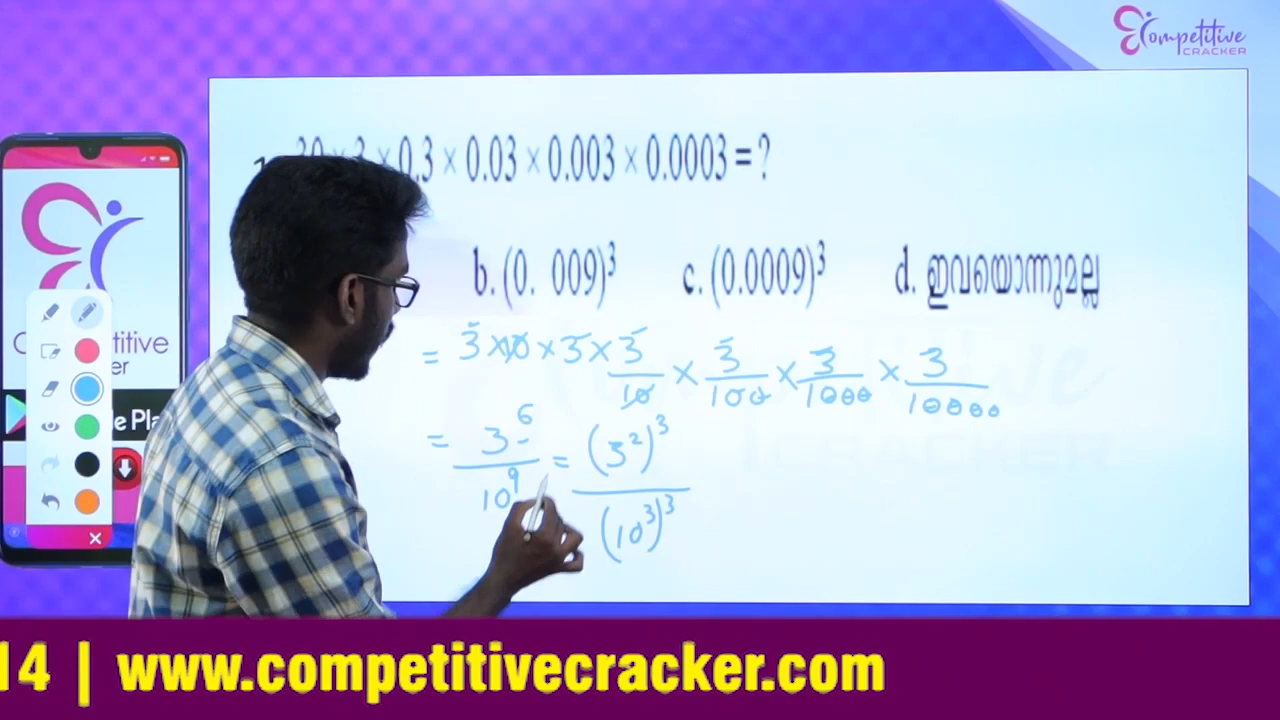 Competitive
CRACKER
30 × 3 × 0.3 × 0.03 × 0.003 × 0.0003 = ?
b. (0. 009)³ c. (0.0009)³ d. ഇവയൊന്നുമല്ല
= 3 × 10 × 3 × 3/10 × 3/100 × 3/1000 × 3/10000
= 3⁶/10⁹ = (3²)³/(10³)³
14 | www.competitivecracker.com